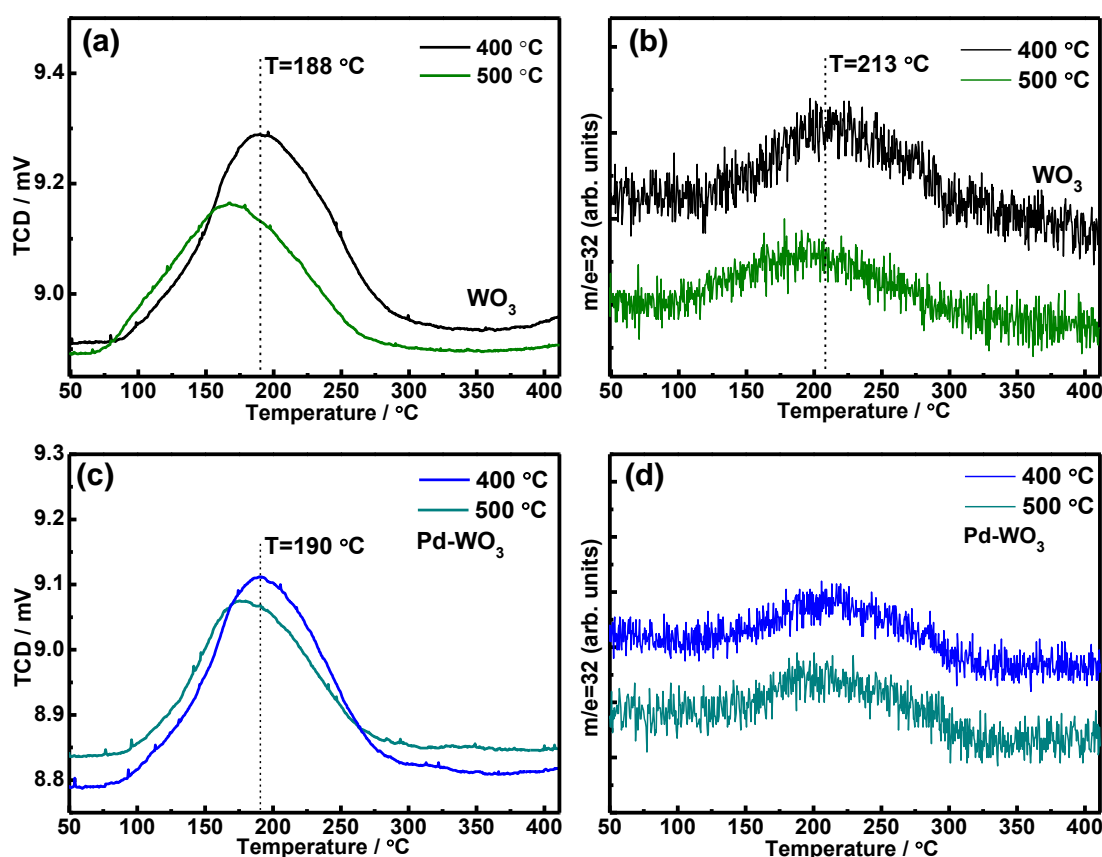 (a)
T=188 °C
400 °C
500 °C
WO3
TCD / mV
9.4
9.2
9.0
50 100 150 200 250 300 350 400
Temperature / °C
(b)
T=213 °C
400 °C
500 °C
WO3
m/e=32 (arb. units)
50 100 150 200 250 300 350 400
Temperature / °C
(c)
400 °C
500 °C
T=190 °C
Pd-WO3
TCD / mV
9.3
9.2
9.1
9.0
8.9
8.8
50 100 150 200 250 300 350 400
Temperature / °C
(d)
400 °C
500 °C
Pd-WO3
m/e=32 (arb. units)
50 100 150 200 250 300 350 400
Temperature / °C